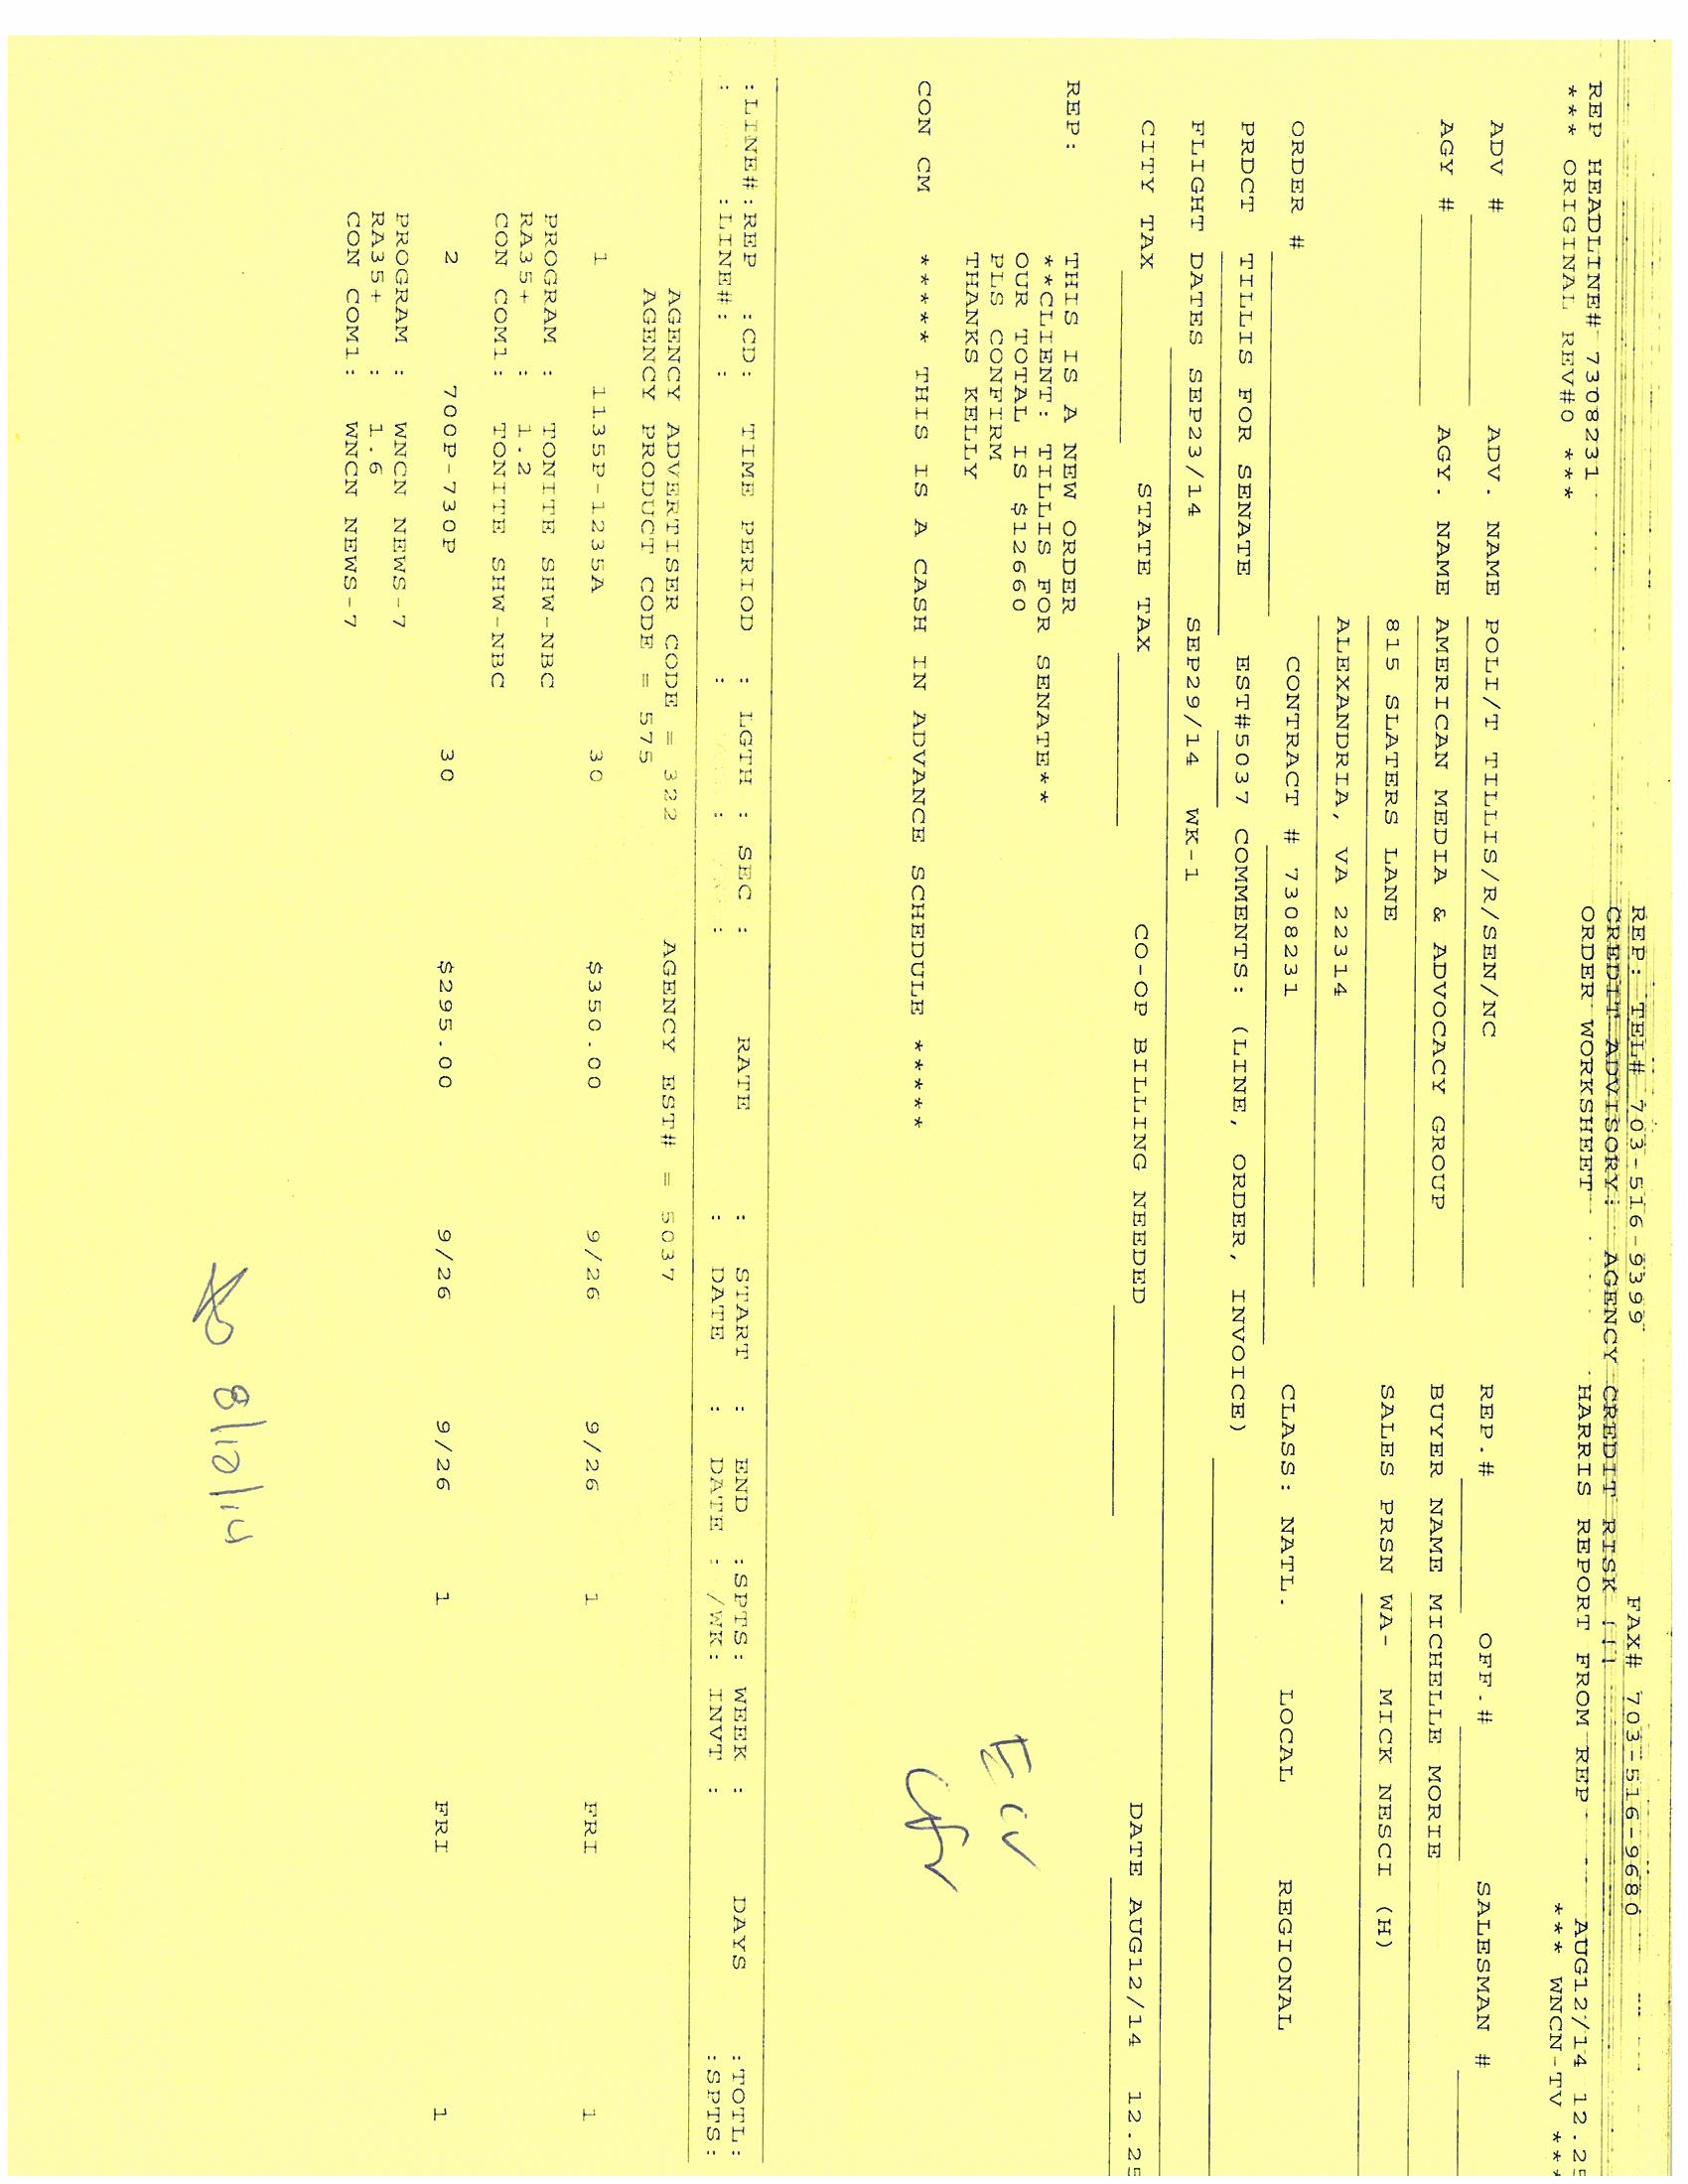 REP: TEL# 703-516-9399 FAX# 703-516-9680
CREDIT ADVISORY: AGENCY CREDIT RISK !!!
REP HEADLINE# 7308231 ORDER WORKSHEET HARRIS REPORT FROM REP AUG12/14 12.25
*** ORIGINAL REV#0 *** *** WNCN-TV ***
ADV # ADV. NAME POLI/T TILLIS/R/SEN/NC REP.# OFF.# SALESMAN #
AGY # AGY. NAME AMERICAN MEDIA & ADVOCACY GROUP BUYER NAME MICHELLE MORIE
815 SLATERS LANE SALES PRSN WA- MICK NESCI (H)
ALEXANDRIA, VA 22314
ORDER # CONTRACT # 7308231 CLASS: NATL. LOCAL REGIONAL
PRDCT TILLIS FOR SENATE EST#5037 COMMENTS: (LINE, ORDER, INVOICE)
FLIGHT DATES SEP23/14 SEP29/14 WK-1
CITY TAX STATE TAX CO-OP BILLING NEEDED DATE AUG12/14 12.25
REP: THIS IS A NEW ORDER
**CLIENT: TILLIS FOR SENATE**
OUR TOTAL IS $12660
PLS CONFIRM
THANKS KELLY
CON CM ***** THIS IS A CASH IN ADVANCE SCHEDULE *****
:LINE#:REP :CD: TIME PERIOD : LGTH : SEC : RATE : START : END :SPTS: WEEK : DAYS :TOTL:
: :LINE#: : : : : DATE : DATE : /WK: INVT : :SPTS:
AGENCY ADVERTISER CODE = 322 AGENCY EST# = 5037
AGENCY PRODUCT CODE = 575
1 1135P-1235A 30 $350.00 9/26 9/26 1 FRI 1
PROGRAM : TONITE SHW-NBC
RA35+ : 1.2
CON COM1: TONITE SHW-NBC
2 700P-730P 30 $295.00 9/26 9/26 1 FRI 1
PROGRAM : WNCN NEWS-7
RA35+ : 1.6
CON COM1: WNCN NEWS-7
8/12/14